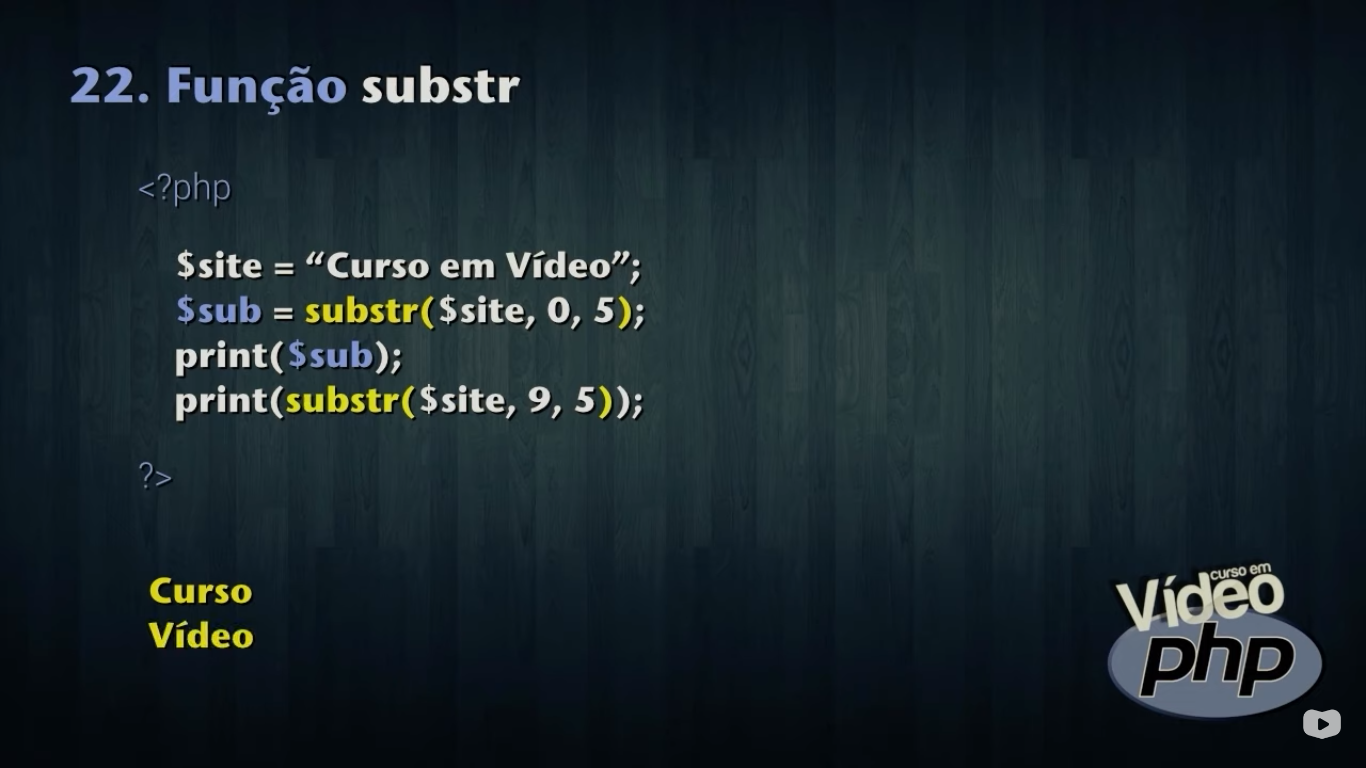 22. Função substr
<?php
$site = “Curso em Vídeo”;
$sub = substr($site, 0, 5);
print($sub);
print(substr($site, 9, 5));
?>
Curso
Vídeo
curso em
Vídeo
php